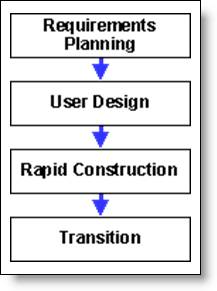 Requirements
Planning
User Design
Rapid Construction
Transition